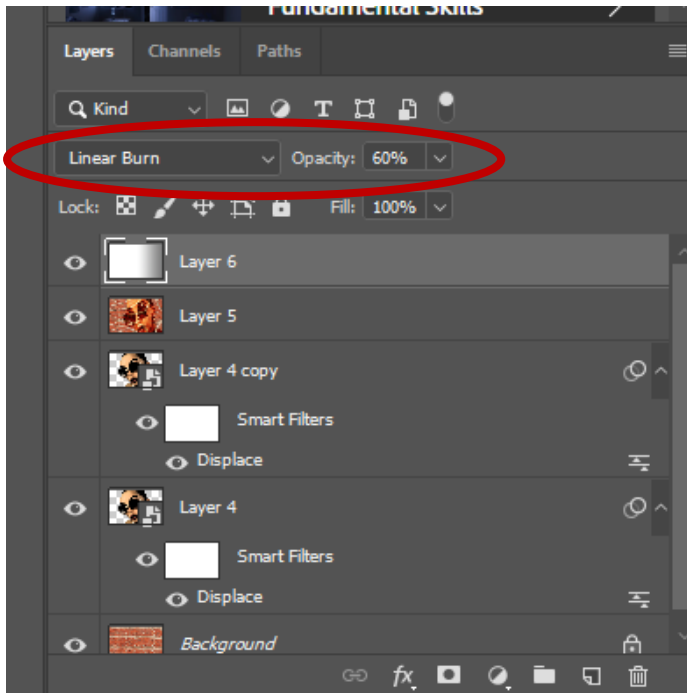 Fundamental Skills
Layers Channels Paths
Kind T
Linear Burn Opacity: 60%
Lock: Fill: 100%
Layer 6
Layer 5
Layer 4 copy
Smart Filters
Displace
Layer 4
Smart Filters
Displace
Background
fx